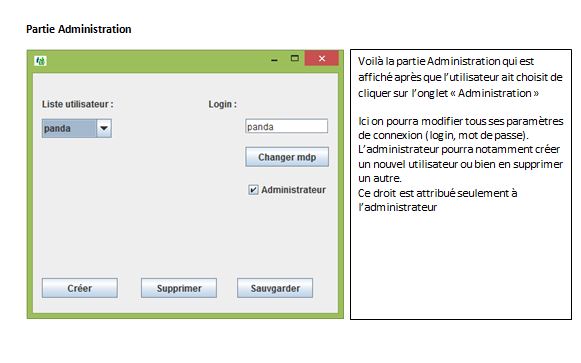 Partie Administration
Liste utilisateur :
Login :
panda
panda
Changer mdp
Administrateur
Créer
Supprimer
Sauvgarder
Voilà la partie Administration qui est
affiché après que l'utilisateur ait choisit de
cliquer sur l'onglet « Administration »
Ici on pourra modifier tous ses paramètres
de connexion (login, mot de passe).
L'administrateur pourra notamment créer
un nouvel utilisateur ou bien en supprimer
un autre.
Ce droit est attribué seulement à
l'administrateur